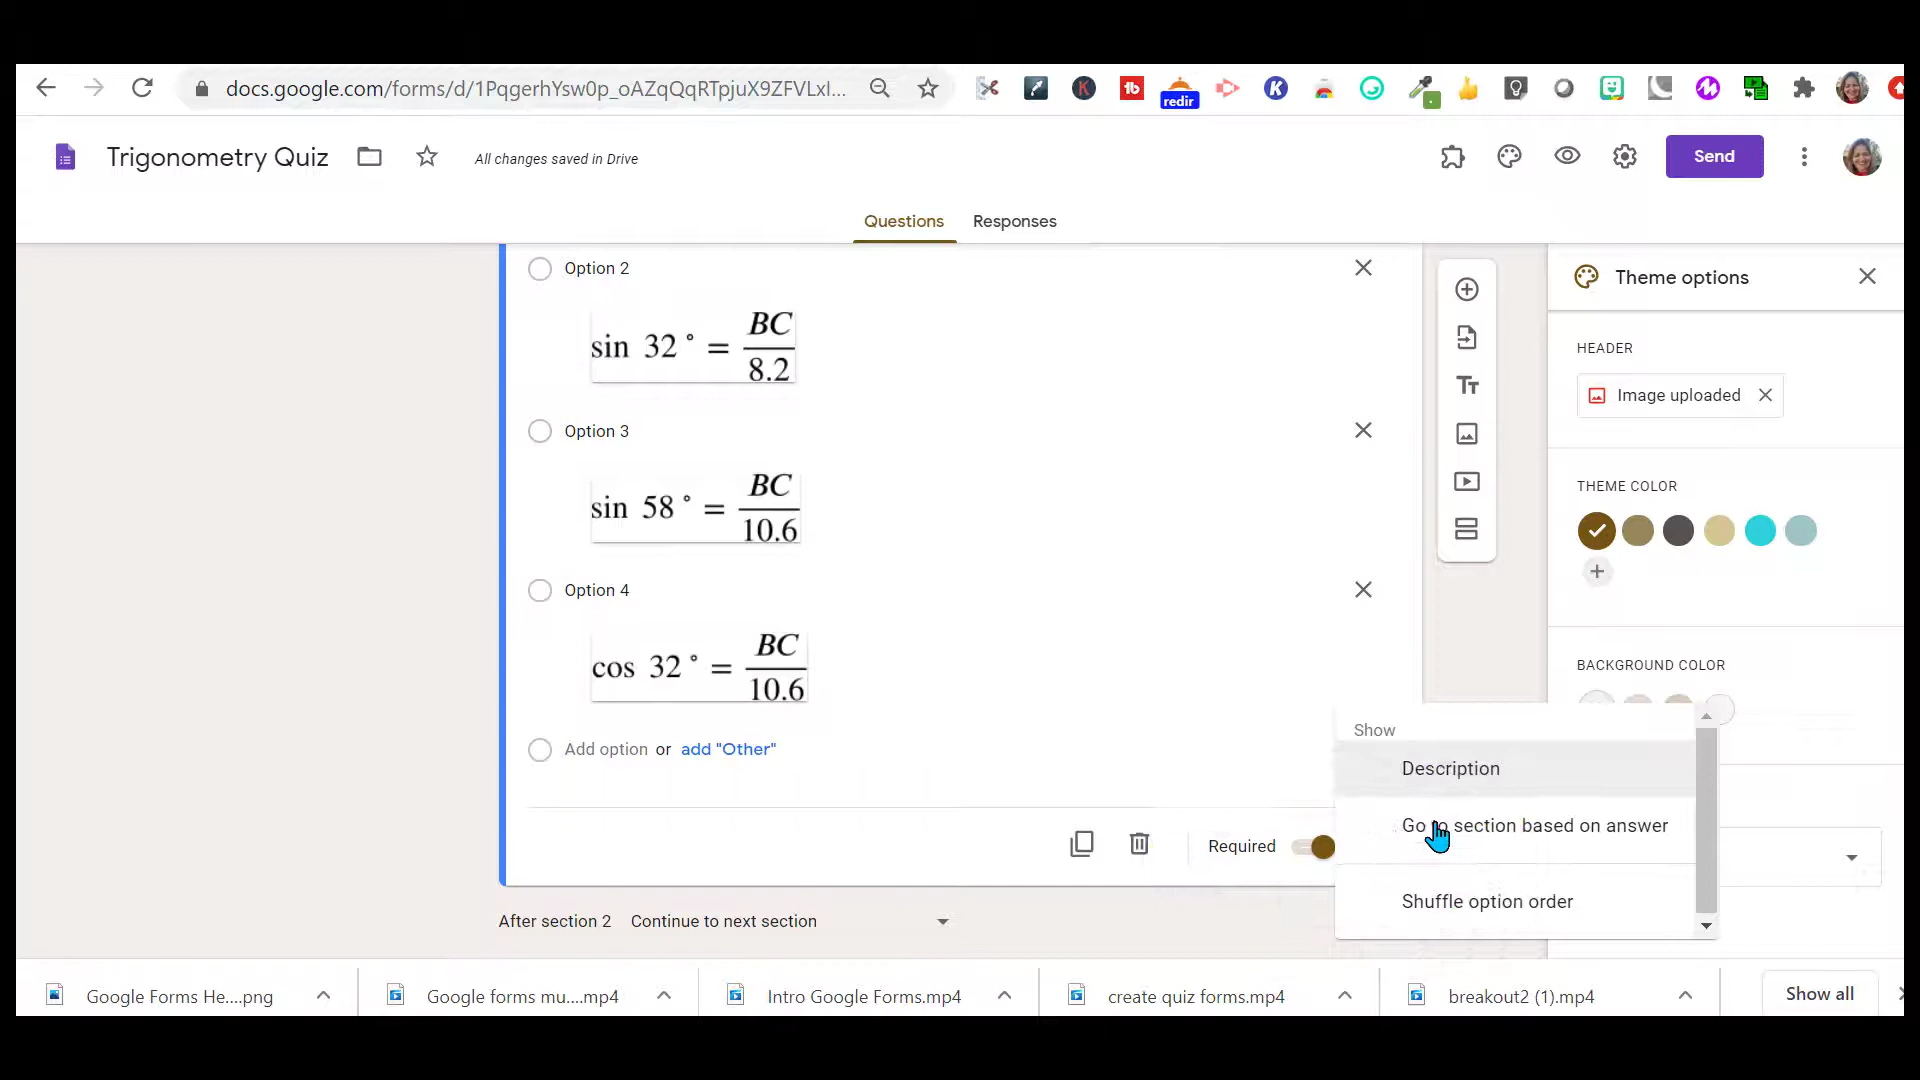 docs.google.com/forms/d/1PqgerhYsw0p_oAZqQqRTpjuX9ZFVLxI...
redir
Trigonometry Quiz
All changes saved in Drive
Send
Questions
Responses
Option 2
sin 32° = BC/8.2
Option 3
sin 58° = BC/10.6
Option 4
cos 32° = BC/10.6
Add option or add "Other"
Required
After section 2 Continue to next section
Theme options
HEADER
Image uploaded
THEME COLOR
BACKGROUND COLOR
Show
Description
Go to section based on answer
Shuffle option order
Google Forms He....png
Google forms mu....mp4
Intro Google Forms.mp4
create quiz forms.mp4
breakout2 (1).mp4
Show all